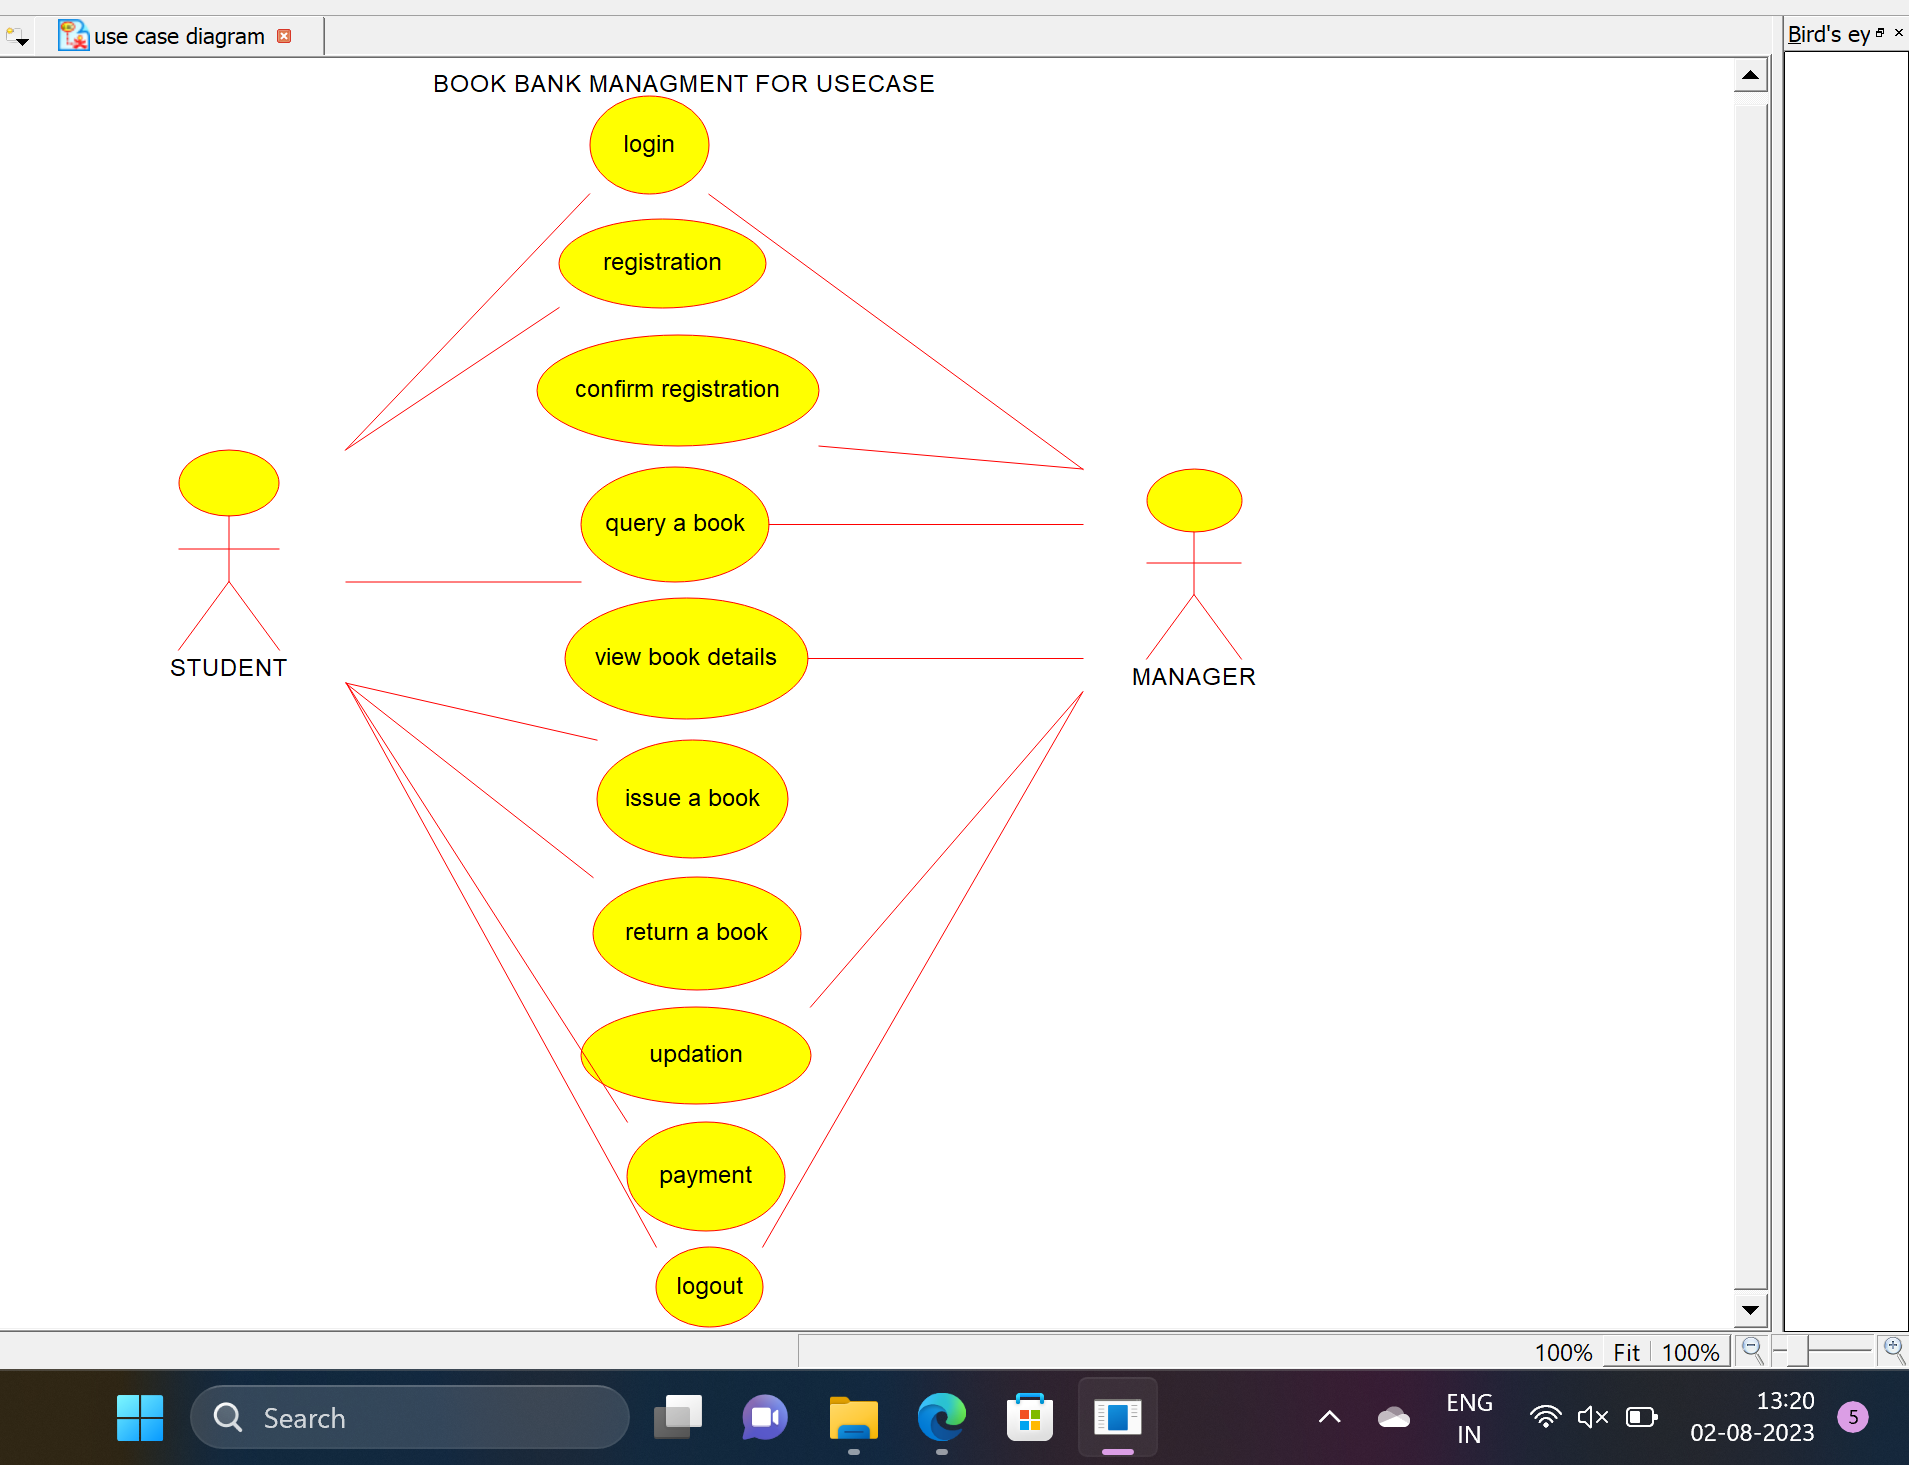 use case diagram
Bird's ey
BOOK BANK MANAGMENT FOR USECASE
login
registration
confirm registration
query a book
view book details
STUDENT
MANAGER
issue a book
return a book
updation
payment
logout
100% Fit 100%
Search
ENG
IN
13:20
02-08-2023
5